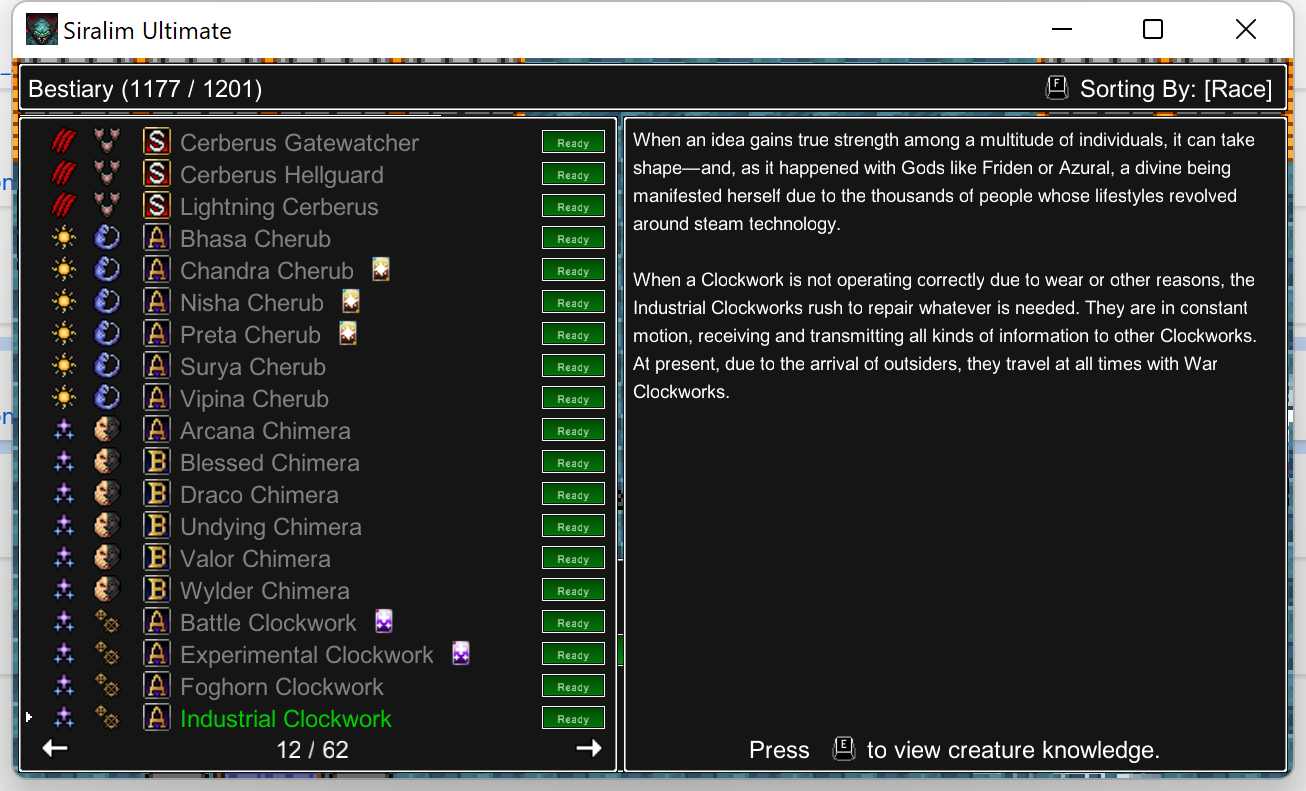 Siralim Ultimate
Bestiary (1177 / 1201)
F Sorting By: [Race]
S Cerberus Gatewatcher Ready
S Cerberus Hellguard Ready
S Lightning Cerberus Ready
A Bhasa Cherub Ready
A Chandra Cherub Ready
A Nisha Cherub Ready
A Preta Cherub Ready
A Surya Cherub Ready
A Vipina Cherub Ready
A Arcana Chimera Ready
B Blessed Chimera Ready
B Draco Chimera Ready
B Undying Chimera Ready
B Valor Chimera Ready
B Wylder Chimera Ready
A Battle Clockwork Ready
A Experimental Clockwork Ready
A Foghorn Clockwork Ready
A Industrial Clockwork Ready
12 / 62
When an idea gains true strength among a multitude of individuals, it can take
shape—and, as it happened with Gods like Friden or Azural, a divine being
manifested herself due to the thousands of people whose lifestyles revolved
around steam technology.
When a Clockwork is not operating correctly due to wear or other reasons, the
Industrial Clockworks rush to repair whatever is needed. They are in constant
motion, receiving and transmitting all kinds of information to other Clockworks.
At present, due to the arrival of outsiders, they travel at all times with War
Clockworks.
Press E to view creature knowledge.